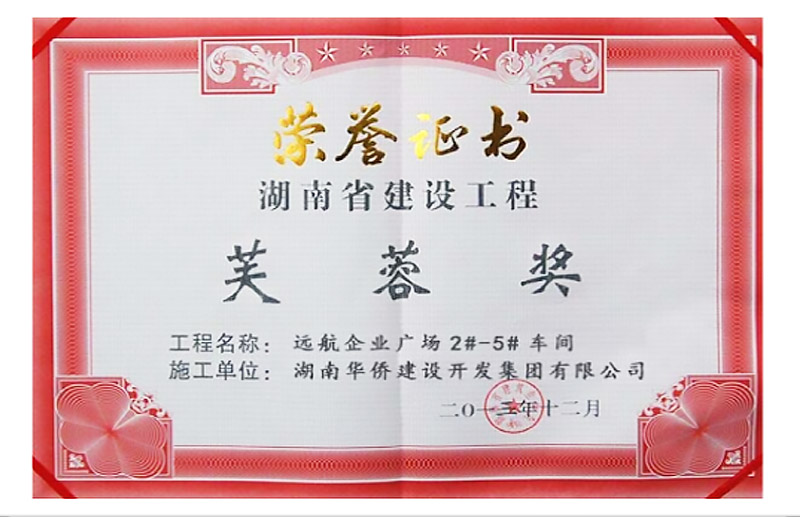 荣誉证书
湖南省建设工程
芙蓉奖
工程名称：远航企业广场2#-5#车间
施工单位：湖南华侨建设开发集团有限公司
二〇一三年十二月